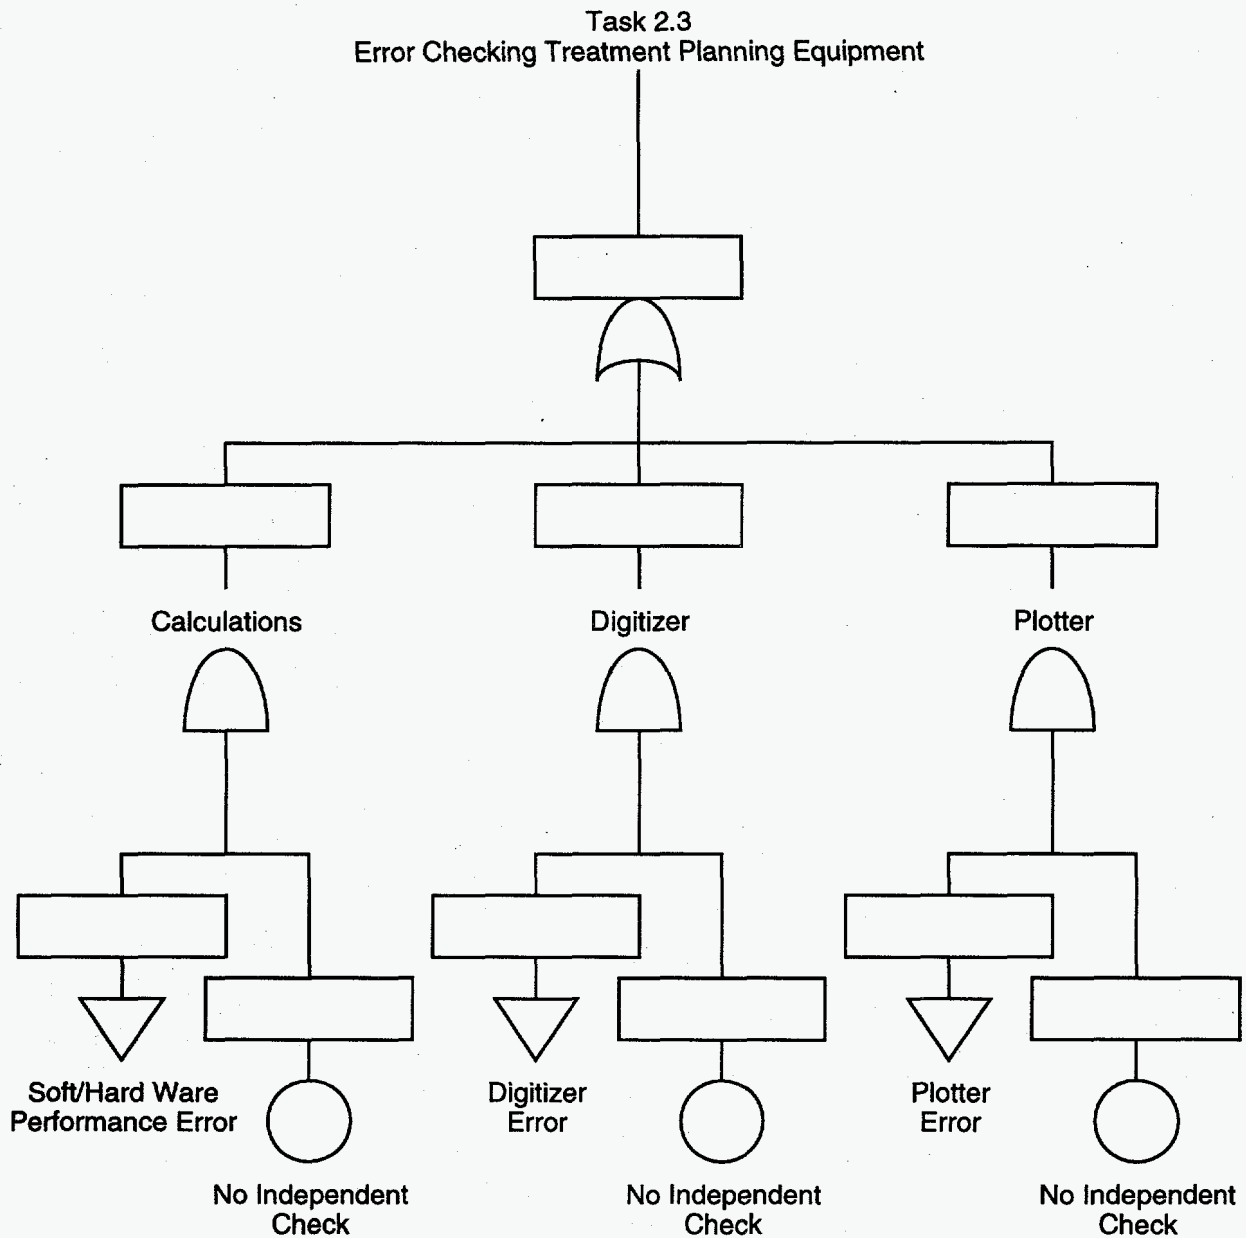 Task 2.3
Error Checking Treatment Planning Equipment
Calculations
Digitizer
Plotter
Soft/Hard Ware
Performance Error
Digitizer
Error
Plotter
Error
No Independent
Check
No Independent
Check
No Independent
Check